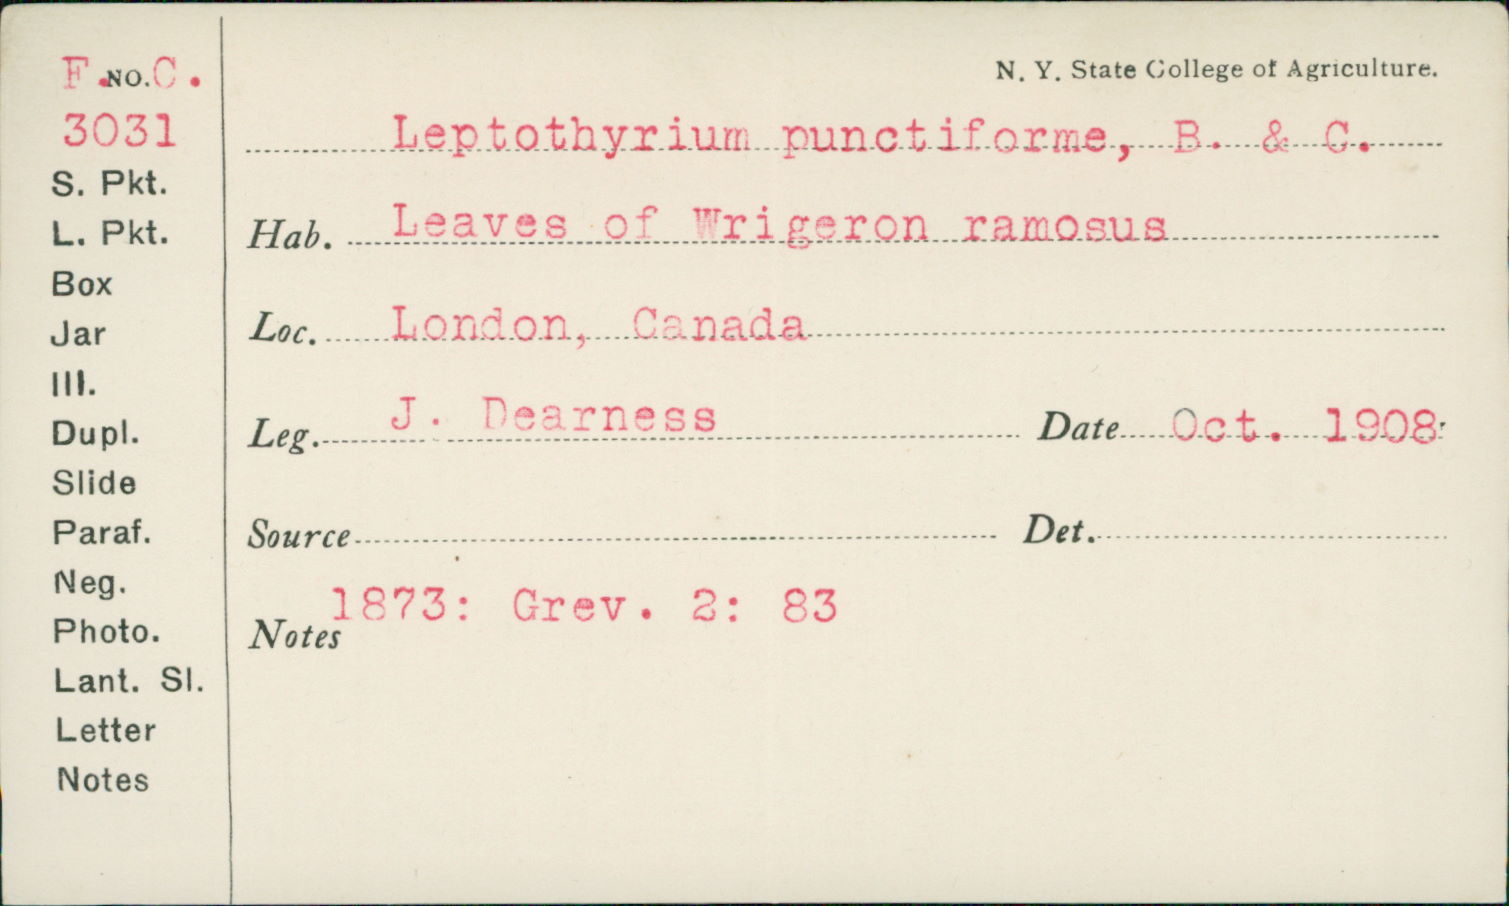 F. NO. C.
3031
S. Pkt.
L. Pkt.
Box
Jar
Ill.
Dupl.
Slide
Paraf.
Neg.
Photo.
Lant. Sl.
Letter
Notes
N. Y. State College of Agriculture.
Leptothyrium punctiforme, B. & C.
Hab. Leaves of Wrigeron ramosus
Loc. London, Canada
Leg. J. Dearness Date Oct. 1908
Source Det.
Notes 1873: Grev. 2: 83